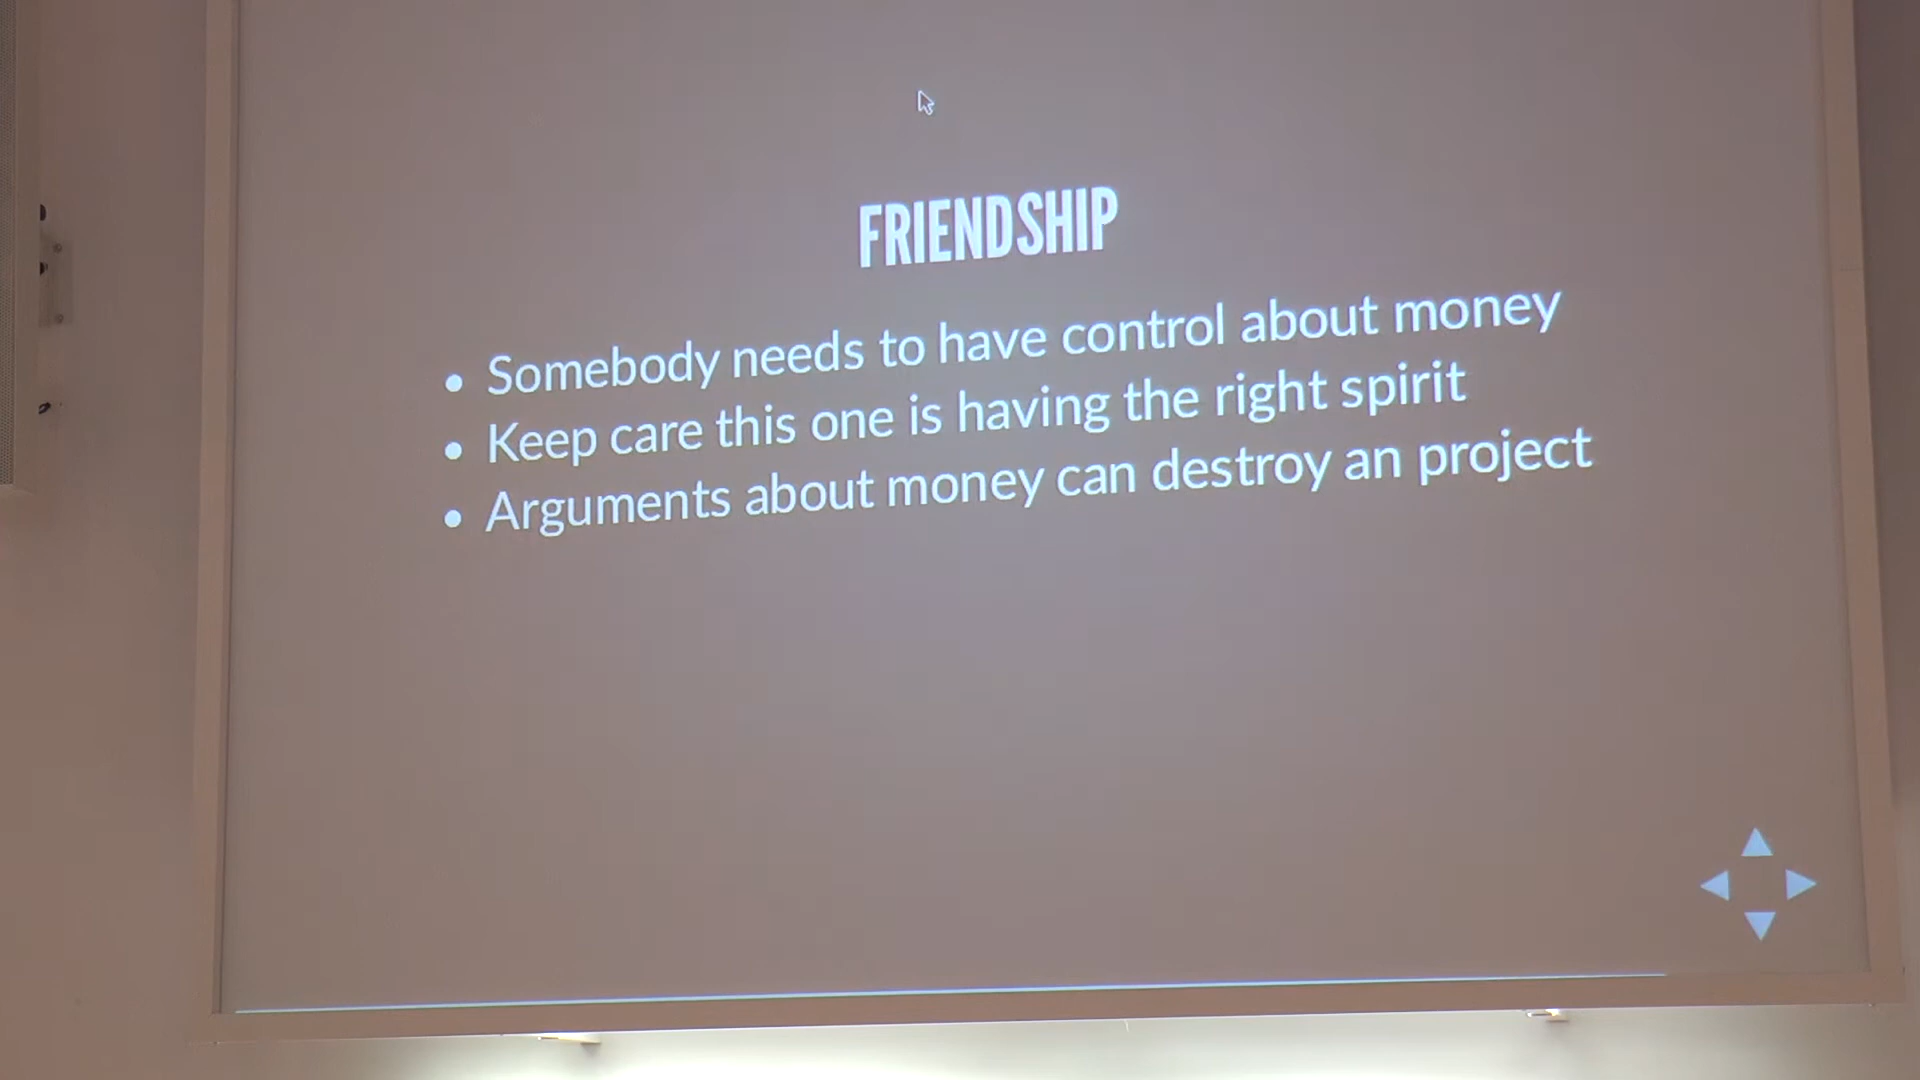 FRIENDSHIP
• Somebody needs to have control about money
• Keep care this one is having the right spirit
• Arguments about money can destroy an project